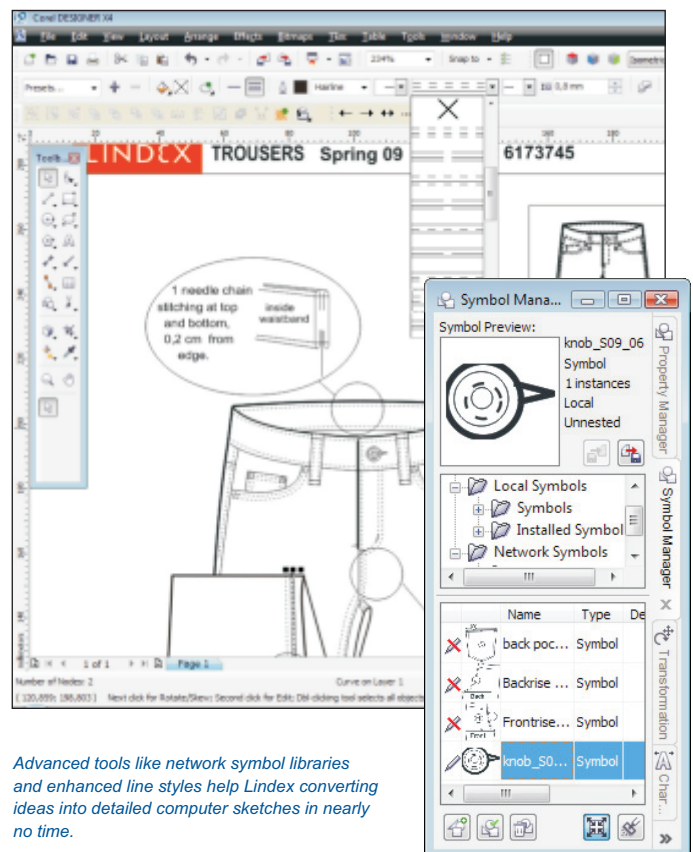 Corel DESIGNER X4
File Edit View Layout Arrange Effects Bitmaps Text Table Tools Window Help
234% Snap to Isometric
Presets... Hairline 0,8 mm
LINDEX TROUSERS Spring 09 6173745
1 needle chain
stitching at top
and bottom,
0,2 cm from
edge.
inside
waistband
1 of 1 Page 1
Number of Nodes: 2 Curve on Layer 1
Next click for Rotate/Skew; Second click for Edit; Dbl-clicking tool selects all objects
Symbol Mana...
Symbol Preview:
knob_S09_06
Symbol
1 instances
Local
Unnested
Local Symbols
Symbols
Installed Symbol
Network Symbols
Name Type De
back poc... Symbol
Backrise ... Symbol
Frontrise... Symbol
knob_S0... Symbol
Property Manager
Symbol Manager
Transformation
Char...
Advanced tools like network symbol libraries
and enhanced line styles help Lindex converting
ideas into detailed computer sketches in nearly
no time.